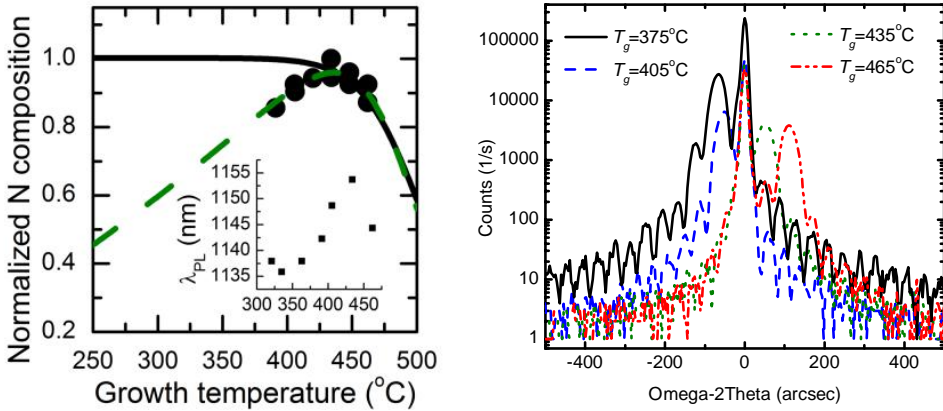 Normalized N composition
1.2
1.0
0.8
0.6
0.4
0.2
250 300 350 400 450 500
Growth temperature (°C)
λPL (nm)
1155
1150
1145
1140
1135
300 350 400 450
Counts (1/s)
100000
10000
1000
100
10
1
-400 -200 0 200 400
Omega-2Theta (arcsec)
Tg=375°C
Tg=435°C
Tg=405°C
Tg=465°C